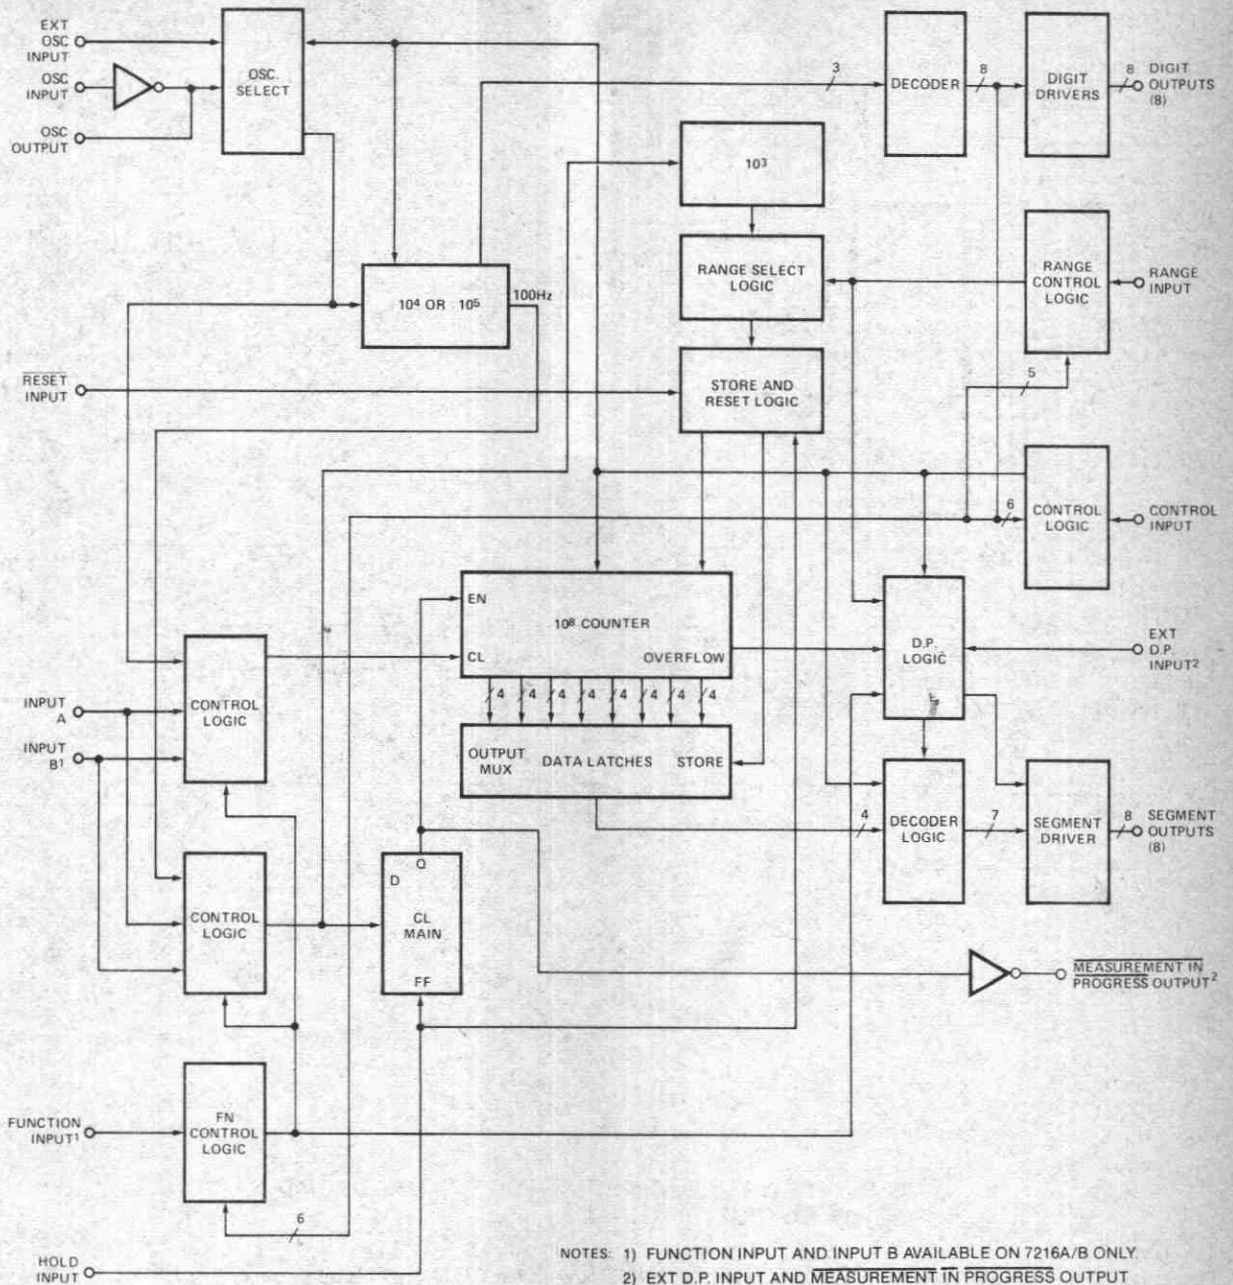 EXT
OSC
INPUT
OSC
INPUT
OSC
OUTPUT
OSC.
SELECT
3
DECODER
8
DIGIT
DRIVERS
8
DIGIT
OUTPUTS
(8)
10³
RANGE SELECT
LOGIC
RANGE
CONTROL
LOGIC
RANGE
INPUT
10⁴ OR 10⁵
100Hz
RESET
INPUT
STORE AND
RESET LOGIC
5
6
CONTROL
LOGIC
CONTROL
INPUT
EN
10⁸ COUNTER
CL
OVERFLOW
D.P.
LOGIC
EXT
D.P.
INPUT²
4 4 4 4 4 4 4 4
INPUT
A
INPUT
B¹
CONTROL
LOGIC
OUTPUT
MUX
DATA LATCHES
STORE
4
DECODER
LOGIC
7
SEGMENT
DRIVER
8
SEGMENT
OUTPUTS
(8)
CONTROL
LOGIC
Q
D
CL
MAIN
FF
MEASUREMENT IN
PROGRESS OUTPUT²
FUNCTION
INPUT¹
FN
CONTROL
LOGIC
6
HOLD
INPUT
NOTES: 1) FUNCTION INPUT AND INPUT B AVAILABLE ON 7216A/B ONLY.
2) EXT D.P. INPUT AND MEASUREMENT IN PROGRESS OUTPUT